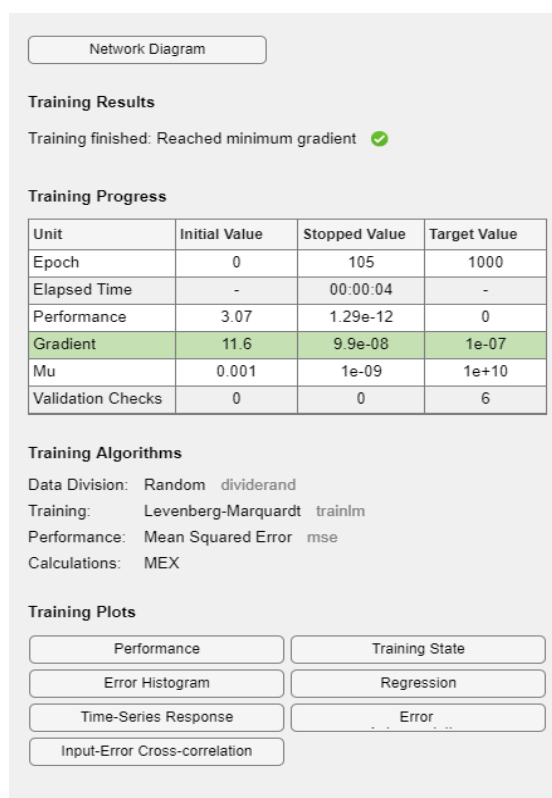 Network Diagram
Training Results
Training finished: Reached minimum gradient
Training Progress
Unit Initial Value Stopped Value Target Value
Epoch 0 105 1000
Elapsed Time - 00:00:04 -
Performance 3.07 1.29e-12 0
Gradient 11.6 9.9e-08 1e-07
Mu 0.001 1e-09 1e+10
Validation Checks 0 0 6
Training Algorithms
Data Division: Random dividerand
Training: Levenberg-Marquardt trainlm
Performance: Mean Squared Error mse
Calculations: MEX
Training Plots
Performance Training State
Error Histogram Regression
Time-Series Response Error
Input-Error Cross-correlation